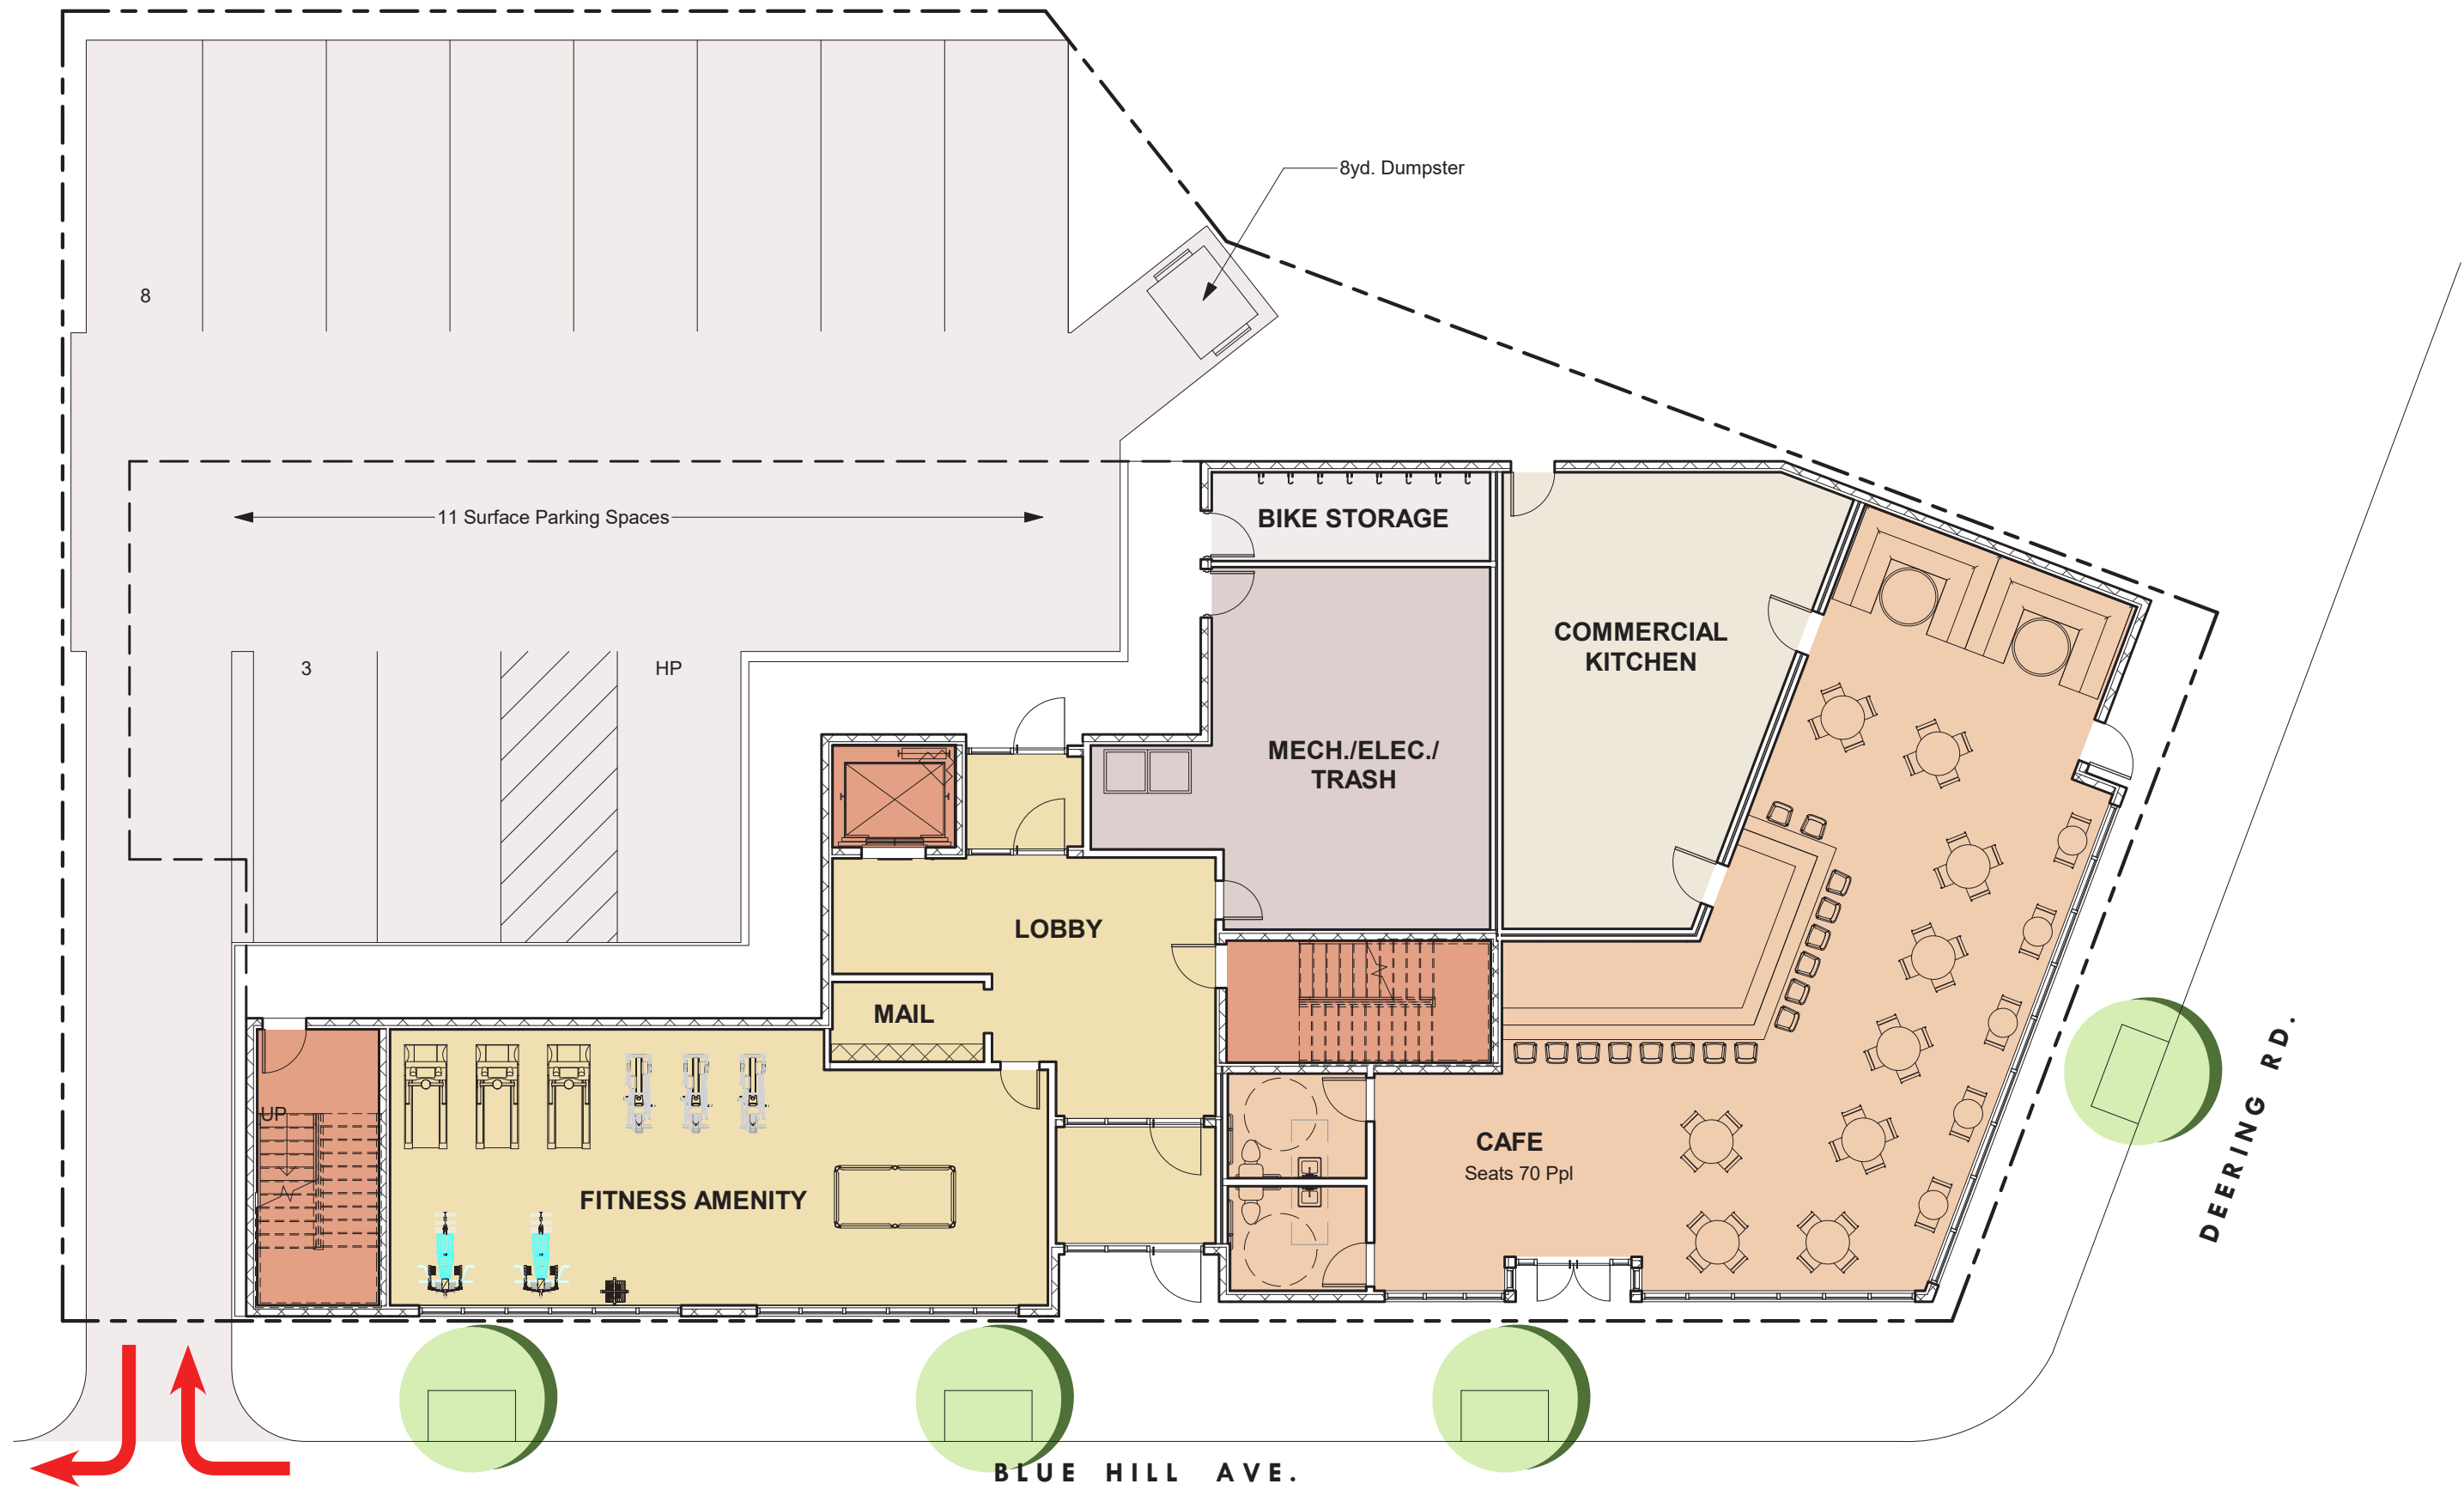 8yd. Dumpster
8
11 Surface Parking Spaces
BIKE STORAGE
COMMERCIAL
KITCHEN
3
HP
MECH./ELEC./
TRASH
LOBBY
MAIL
UP
CAFE
Seats 70 Ppl
FITNESS AMENITY
DEERING RD.
BLUE HILL AVE.